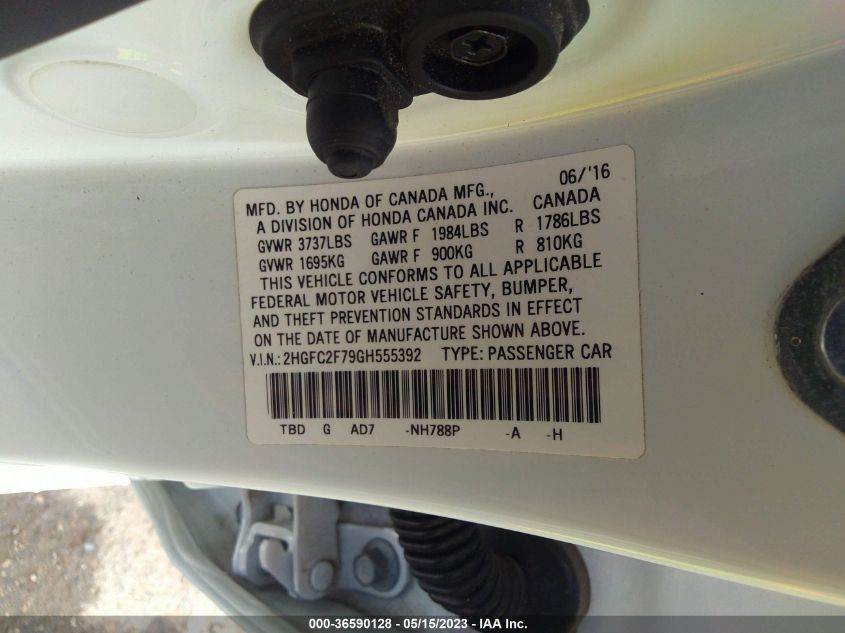 MFD. BY HONDA OF CANADA MFG., 06/'16
A DIVISION OF HONDA CANADA INC. CANADA
GVWR 3737LBS GAWR F 1984LBS R 1786LBS
GVWR 1695KG GAWR F 900KG R 810KG
THIS VEHICLE CONFORMS TO ALL APPLICABLE
FEDERAL MOTOR VEHICLE SAFETY, BUMPER,
AND THEFT PREVENTION STANDARDS IN EFFECT
ON THE DATE OF MANUFACTURE SHOWN ABOVE.
V.I.N.: 2HGFC2F79GH555392 TYPE: PASSENGER CAR
TBD G AD7 -NH788P -A -H
000-36590128 - 05/15/2023 - IAA Inc.